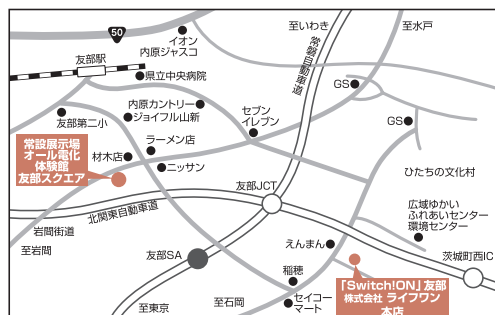 50
至いわき
至水戸
イオン
内原ジャスコ
常磐自動車道
友部駅
県立中央病院
GS
内原カントリー
ジョイフル山新
セブン
イレブン
友部第二小
GS
常設展示場
オール電化
体験館
友部スクエア
ラーメン店
材木店
ニッサン
ひたちの文化村
友部JCT
広域ゆかい
ふれあいセンター
環境センター
北関東自動車道
岩間街道
至岩間
えんまん
茨城町西IC
友部SA
稲穂
「Switch!ON」友部
株式会社 ライフワン
本店
至東京
至石岡
セイコー
マート